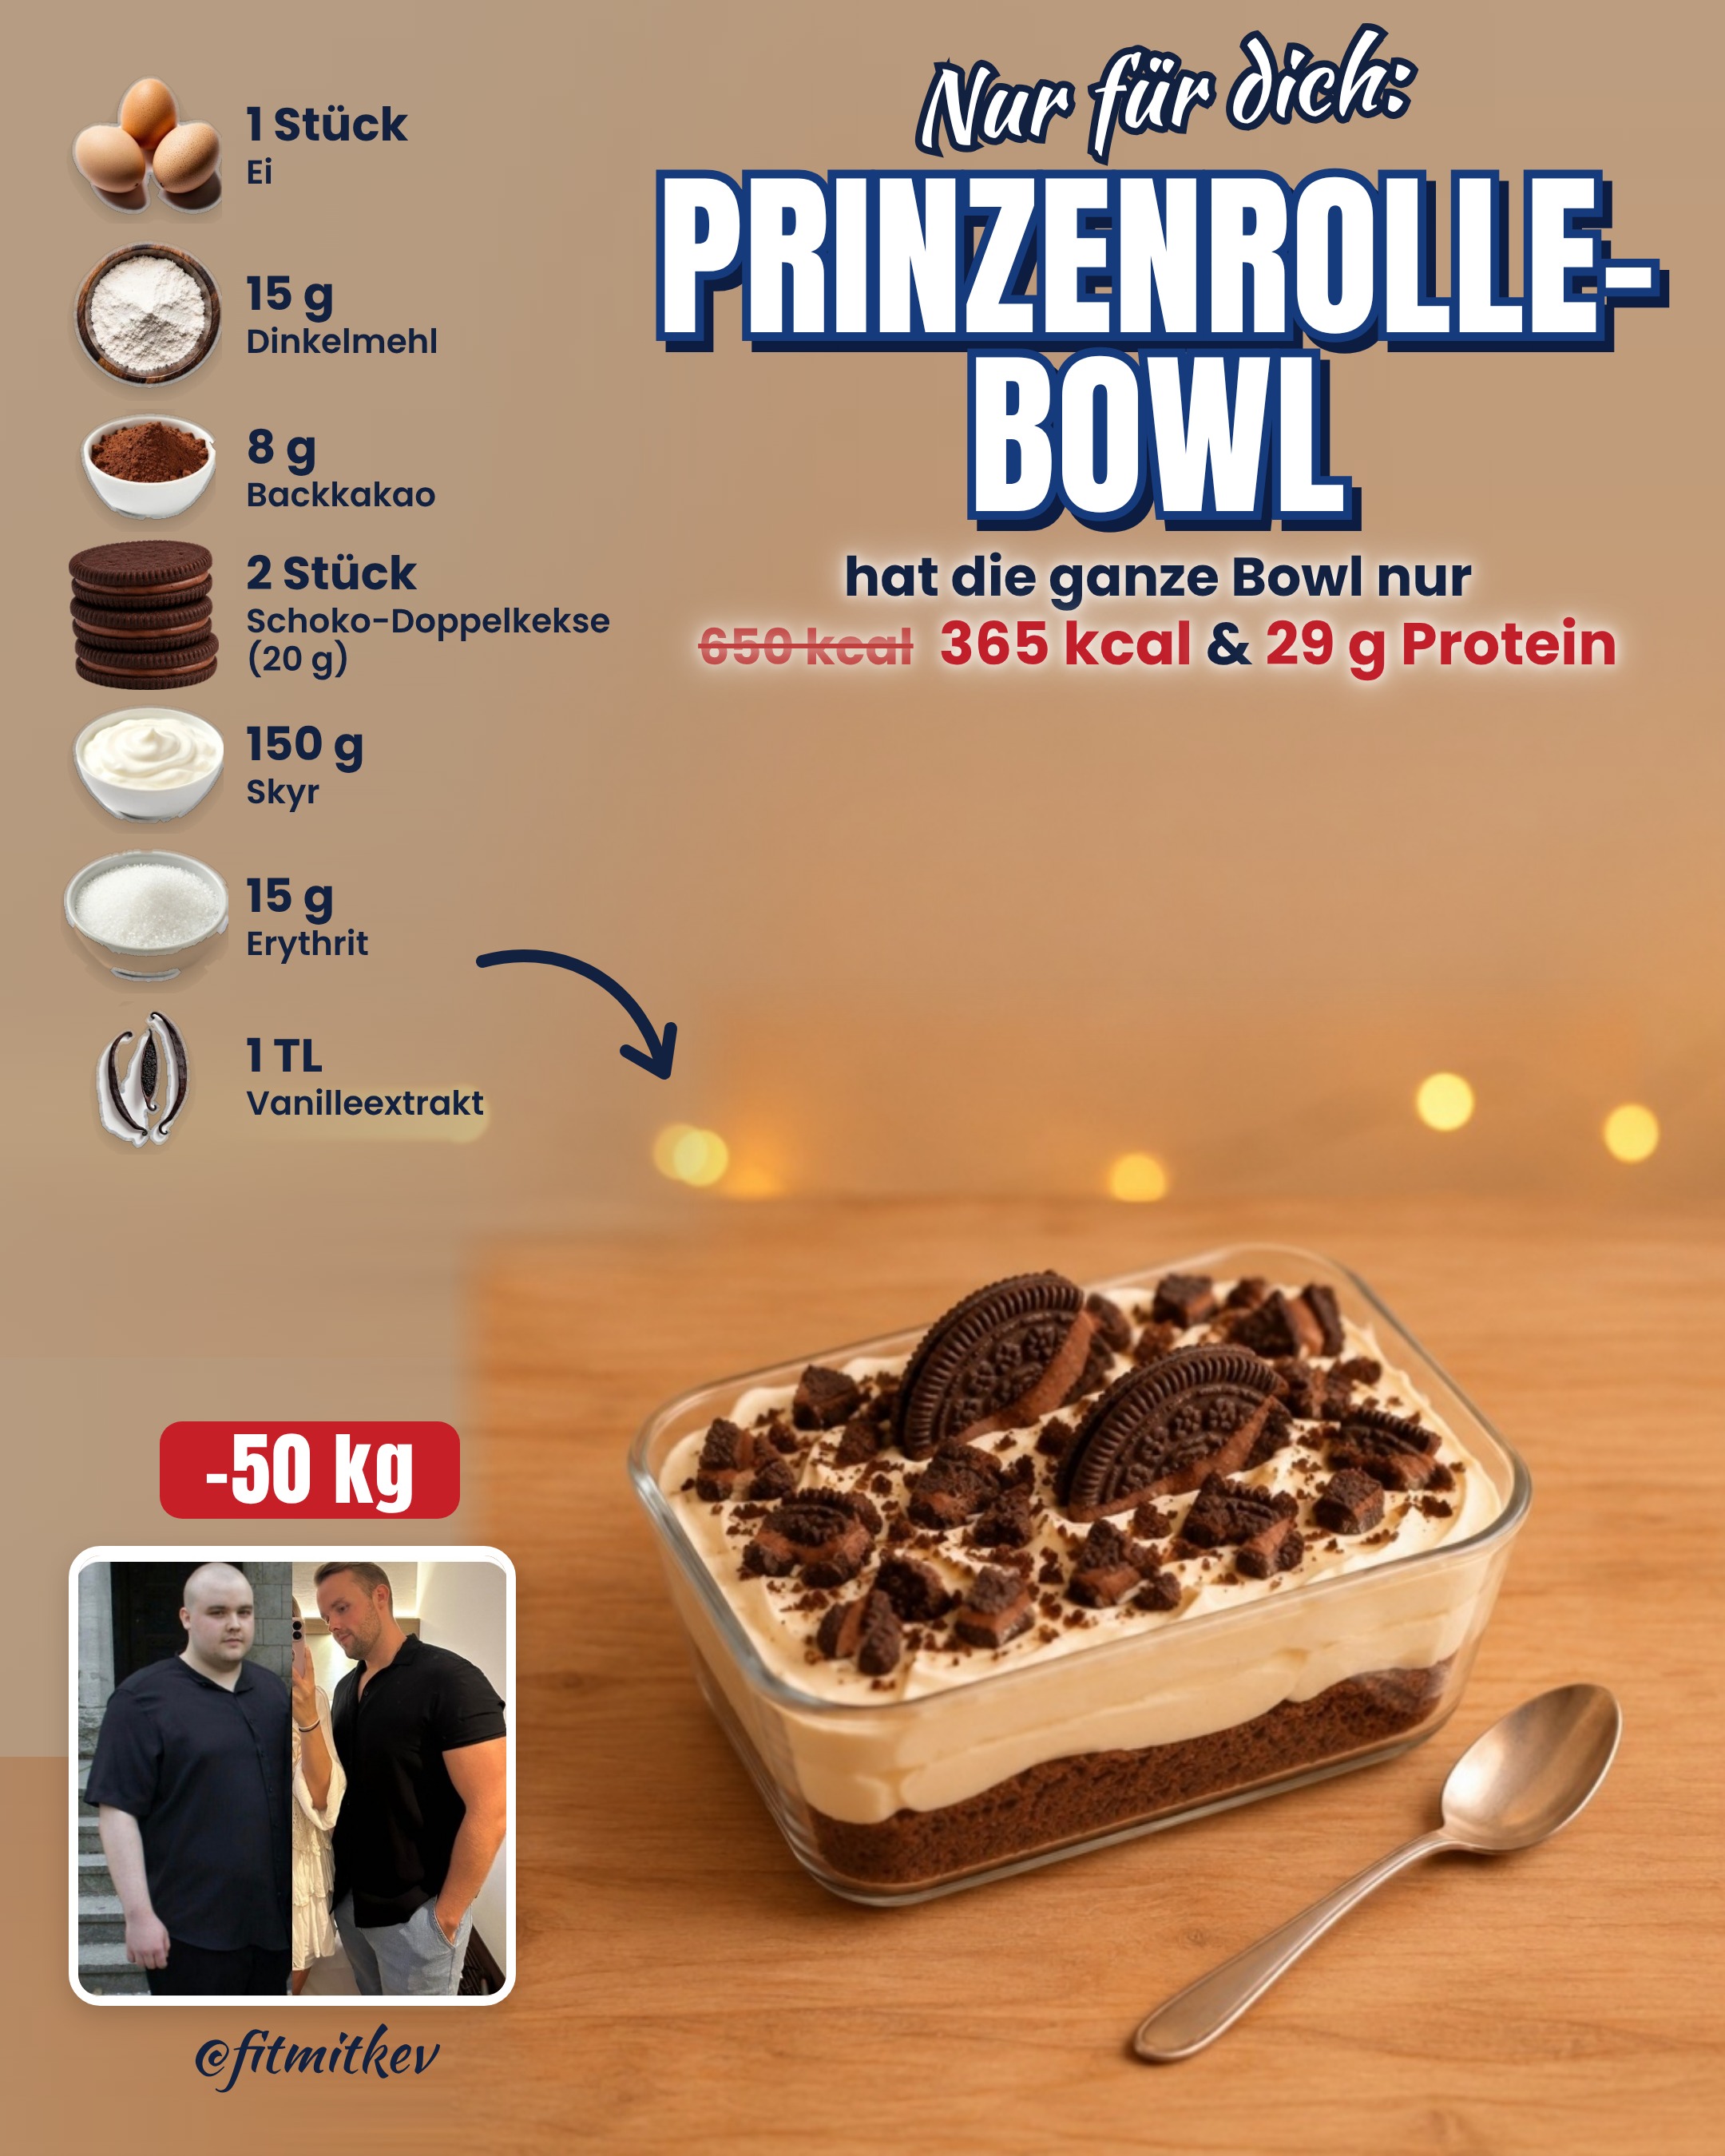 Nur für dich:
PRINZENROLLE-
BOWL
hat die ganze Bowl nur
650 kcal 365 kcal & 29 g Protein
1 Stück
Ei
15 g
Dinkelmehl
8 g
Backkakao
2 Stück
Schoko-Doppelkekse
(20 g)
150 g
Skyr
15 g
Erythrit
1 TL
Vanilleextrakt
-50 kg
@fitmitkev